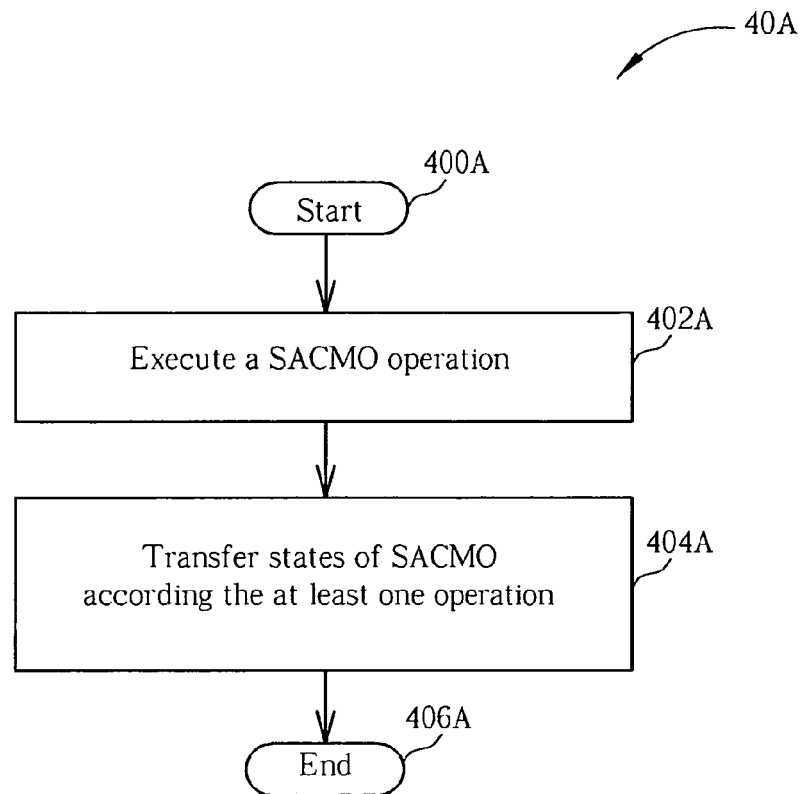 40A
400A
Start
402A
Execute a SACMO operation
404A
Transfer states of SACMO
according the at least one operation
406A
End